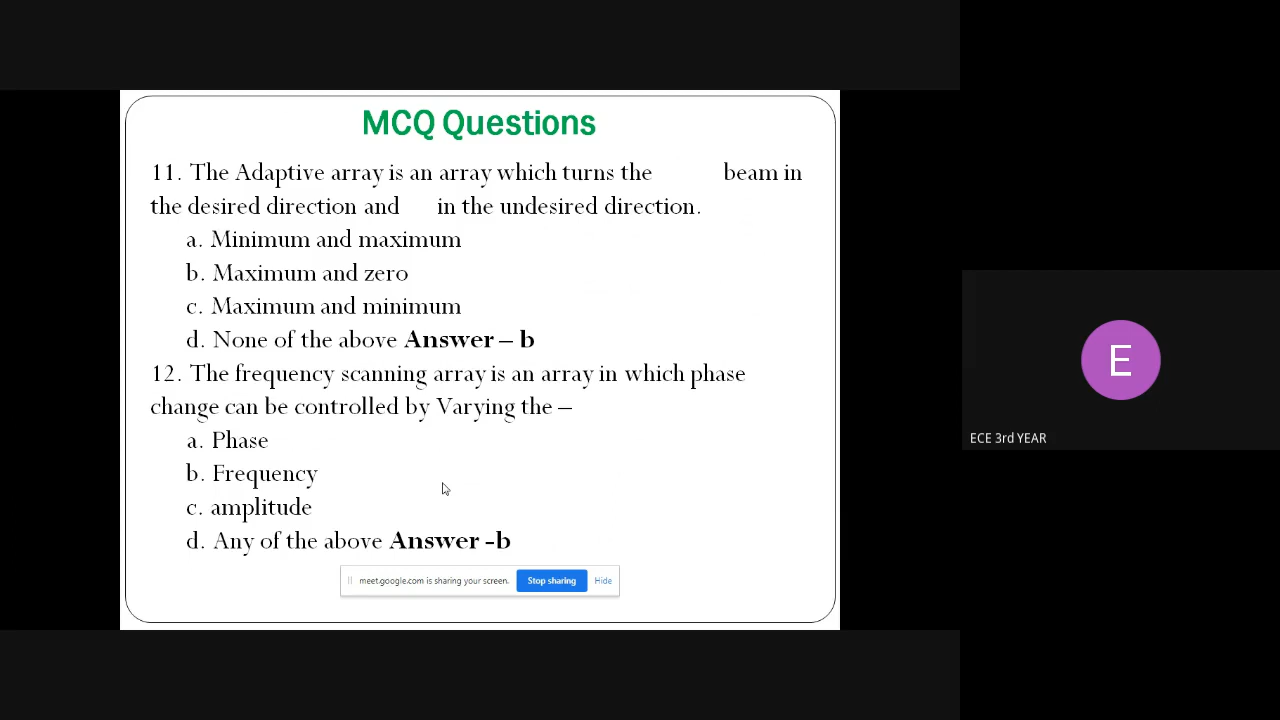 MCQ Questions
11. The Adaptive array is an array which turns the beam in
the desired direction and in the undesired direction.
a. Minimum and maximum
b. Maximum and zero
c. Maximum and minimum
d. None of the above Answer – b
12. The frequency scanning array is an array in which phase
change can be controlled by Varying the –
a. Phase
b. Frequency
c. amplitude
d. Any of the above Answer -b
meet.google.com is sharing your screen. Stop sharing Hide
E
ECE 3rd YEAR